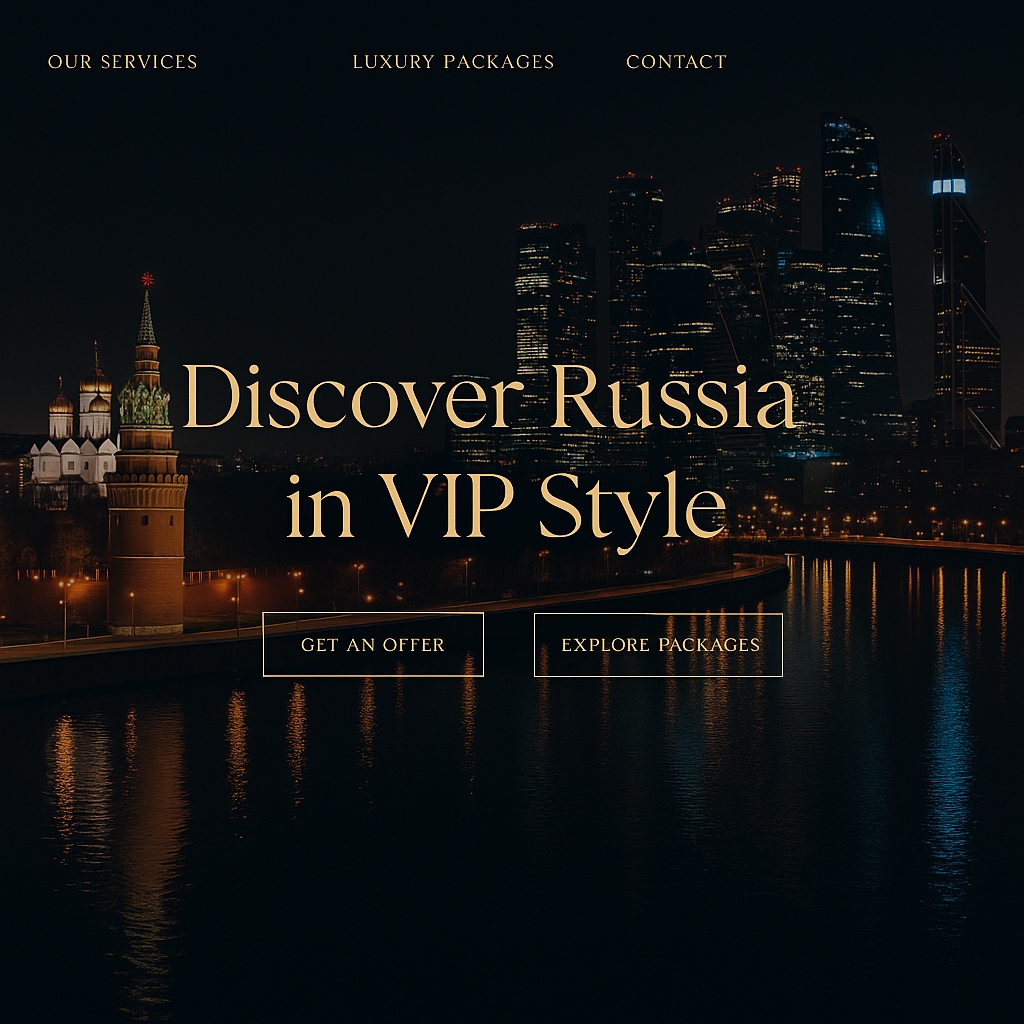 OUR SERVICES
LUXURY PACKAGES
CONTACT
Discover Russia
in VIP Style
GET AN OFFER
EXPLORE PACKAGES